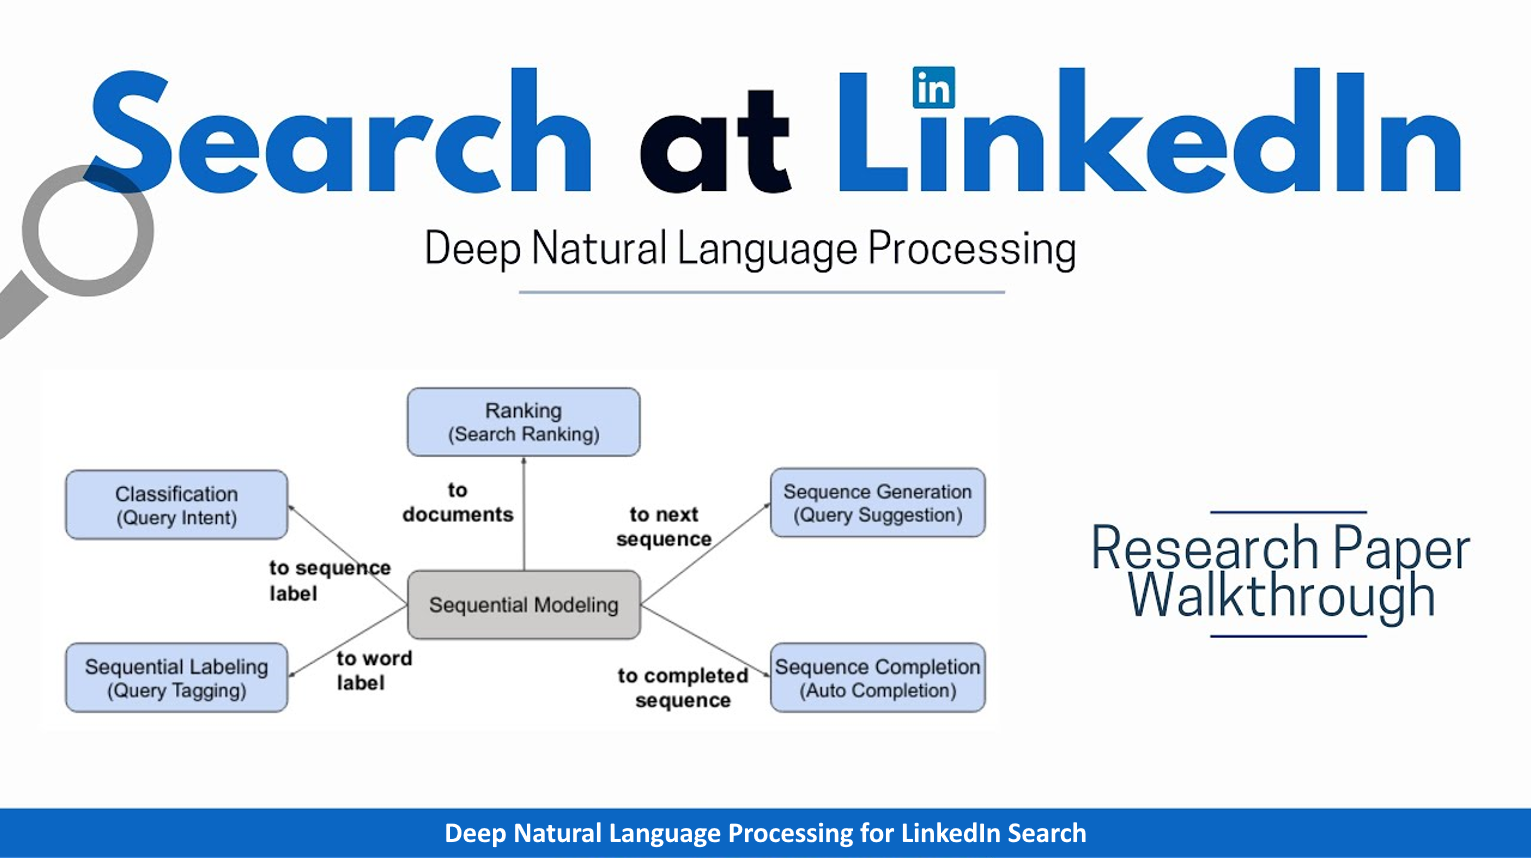 Search at LinkedIn
in
Deep Natural Language Processing
Ranking
(Search Ranking)
Classification
(Query Intent)
to
documents
to next
sequence
Sequence Generation
(Query Suggestion)
to sequence
label
Sequential Modeling
Research Paper
Walkthrough
Sequential Labeling
(Query Tagging)
to word
label
to completed
sequence
Sequence Completion
(Auto Completion)
Deep Natural Language Processing for LinkedIn Search